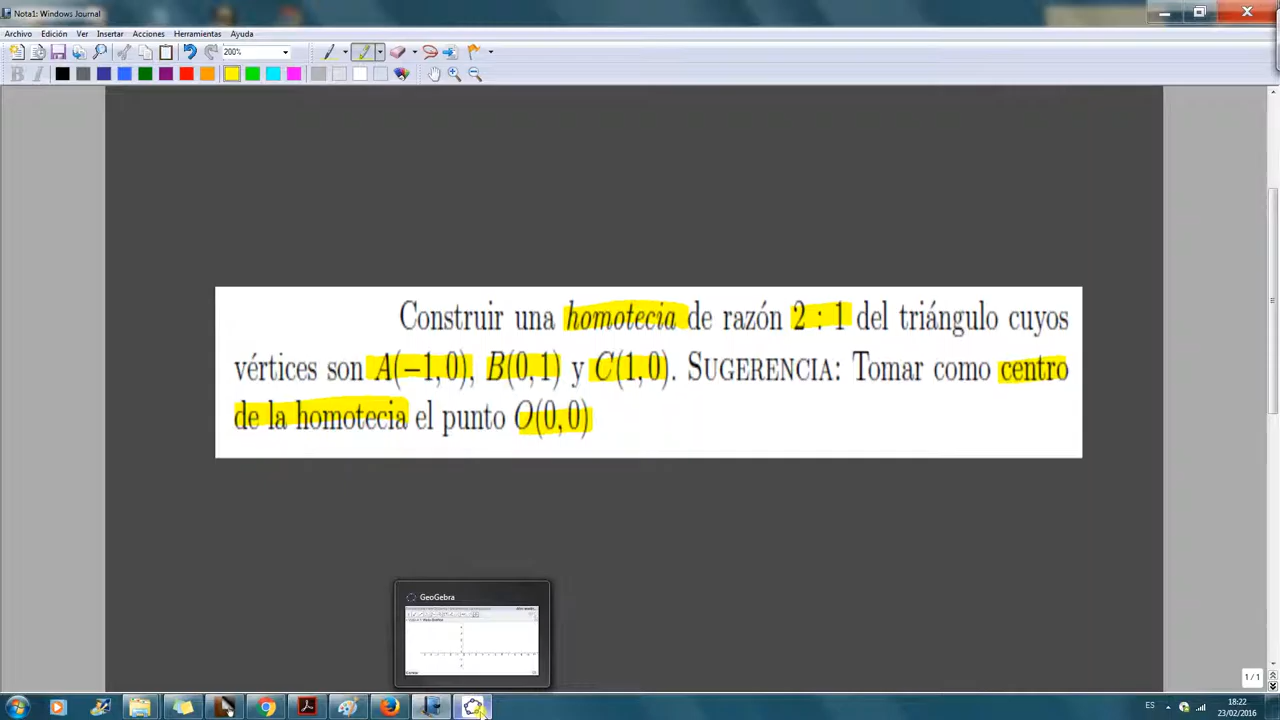 Nota1: Windows Journal
Archivo Edición Ver Insertar Acciones Herramientas Ayuda
200%
Construir una homotecia de razón 2 : 1 del triángulo cuyos
vértices son A(−1, 0), B(0, 1) y C(1, 0). SUGERENCIA: Tomar como centro
de la homotecia el punto O(0, 0)
GeoGebra
1/1
ES
18:22
23/02/2016